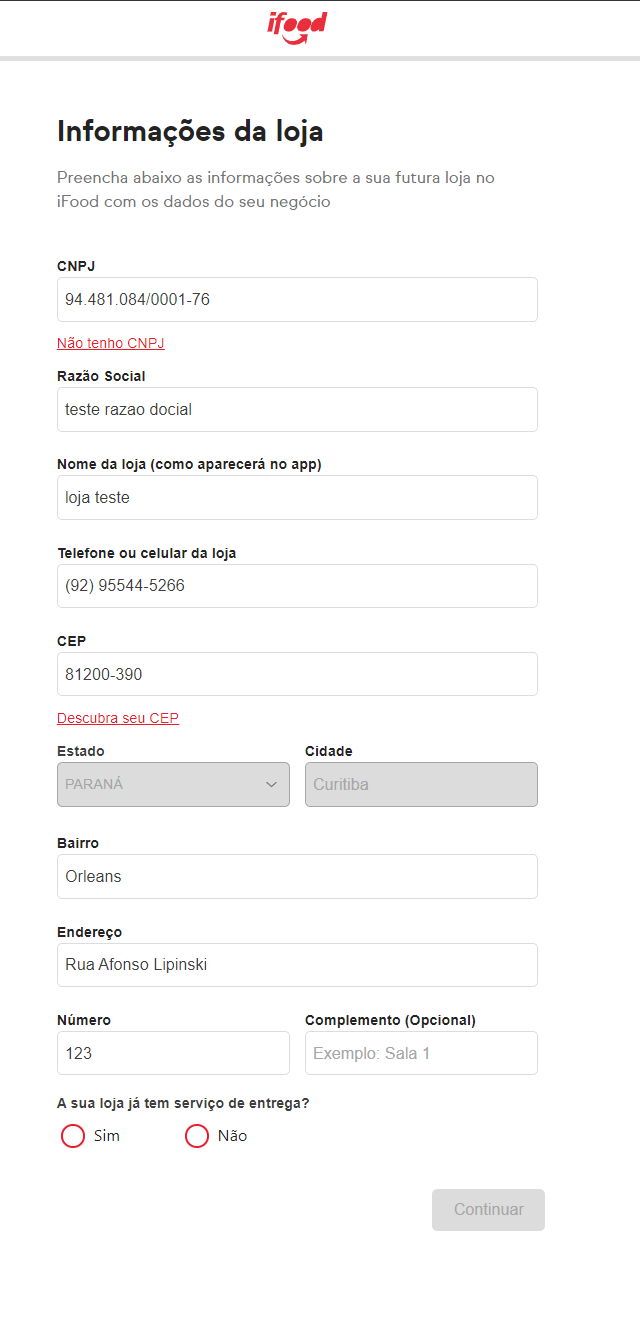 ifood
Informações da loja
Preencha abaixo as informações sobre a sua futura loja no
iFood com os dados do seu negócio
CNPJ
94.481.084/0001-76
Não tenho CNPJ
Razão Social
teste razao docial
Nome da loja (como aparecerá no app)
loja teste
Telefone ou celular da loja
(92) 95544-5266
CEP
81200-390
Descubra seu CEP
Estado Cidade
PARANÁ Curitiba
Bairro
Orleans
Endereço
Rua Afonso Lipinski
Número Complemento (Opcional)
123 Exemplo: Sala 1
A sua loja já tem serviço de entrega?
Sim Não
Continuar